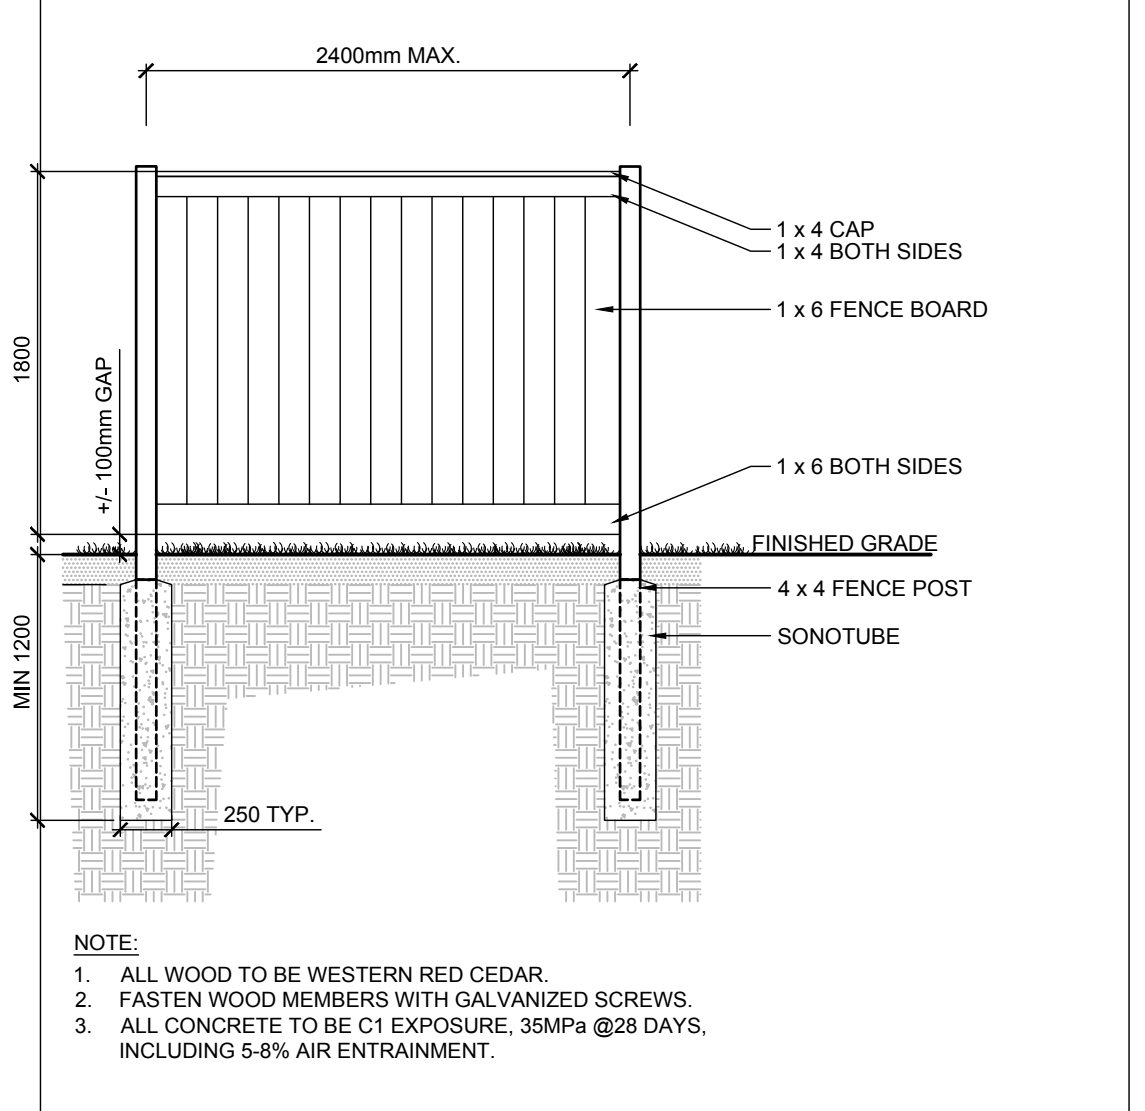 2400mm MAX.
1 x 4 CAP
1 x 4 BOTH SIDES
1 x 6 FENCE BOARD
1800
+/- 100mm GAP
1 x 6 BOTH SIDES
FINISHED GRADE
4 x 4 FENCE POST
SONOTUBE
MIN 1200
250 TYP.
NOTE:
1. ALL WOOD TO BE WESTERN RED CEDAR.
2. FASTEN WOOD MEMBERS WITH GALVANIZED SCREWS.
3. ALL CONCRETE TO BE C1 EXPOSURE, 35MPa @28 DAYS,
INCLUDING 5-8% AIR ENTRAINMENT.